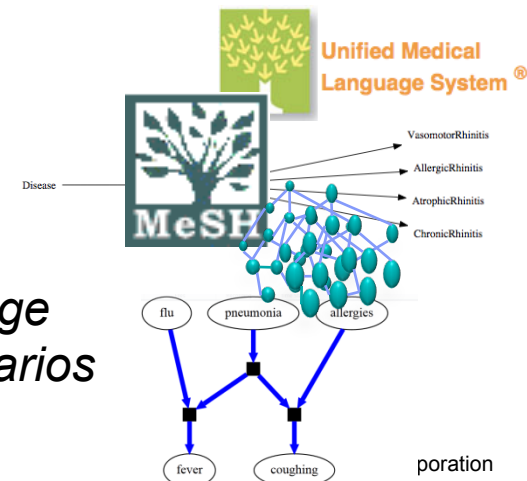 Unified Medical
Language System ®
VasomotorRhinitis
AllergicRhinitis
Disease
AtrophicRhinitis
MeSH
ChronicRhinitis
ge
arios
flu
pneumonia
allergies
fever
coughing
poration